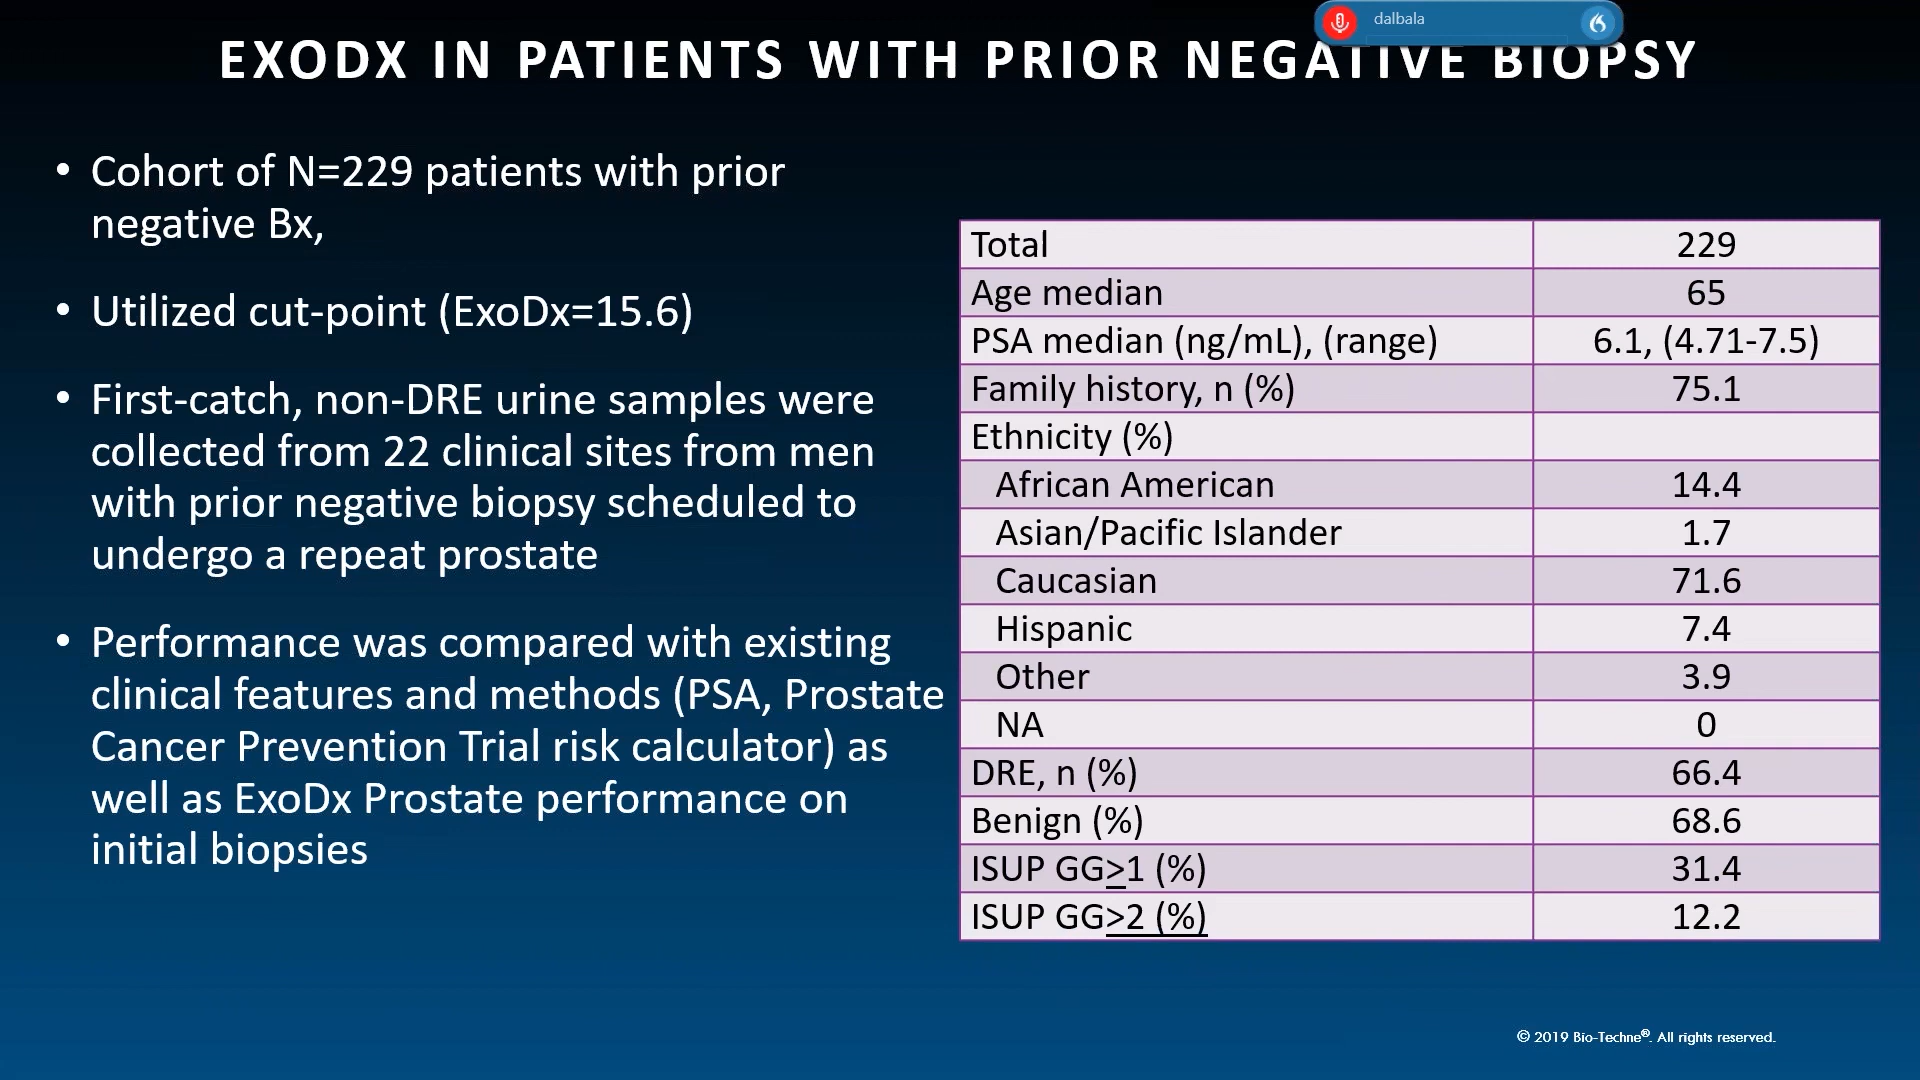 dalbala
EXODX IN PATIENTS WITH PRIOR NEGATIVE BIOPSY
• Cohort of N=229 patients with prior
negative Bx,
• Utilized cut-point (ExoDx=15.6)
• First-catch, non-DRE urine samples were
collected from 22 clinical sites from men
with prior negative biopsy scheduled to
undergo a repeat prostate
• Performance was compared with existing
clinical features and methods (PSA, Prostate
Cancer Prevention Trial risk calculator) as
well as ExoDx Prostate performance on
initial biopsies
Total 229
Age median 65
PSA median (ng/mL), (range) 6.1, (4.71-7.5)
Family history, n (%) 75.1
Ethnicity (%)
African American 14.4
Asian/Pacific Islander 1.7
Caucasian 71.6
Hispanic 7.4
Other 3.9
NA 0
DRE, n (%) 66.4
Benign (%) 68.6
ISUP GG>1 (%) 31.4
ISUP GG>2 (%) 12.2
© 2019 Bio-Techne®. All rights reserved.